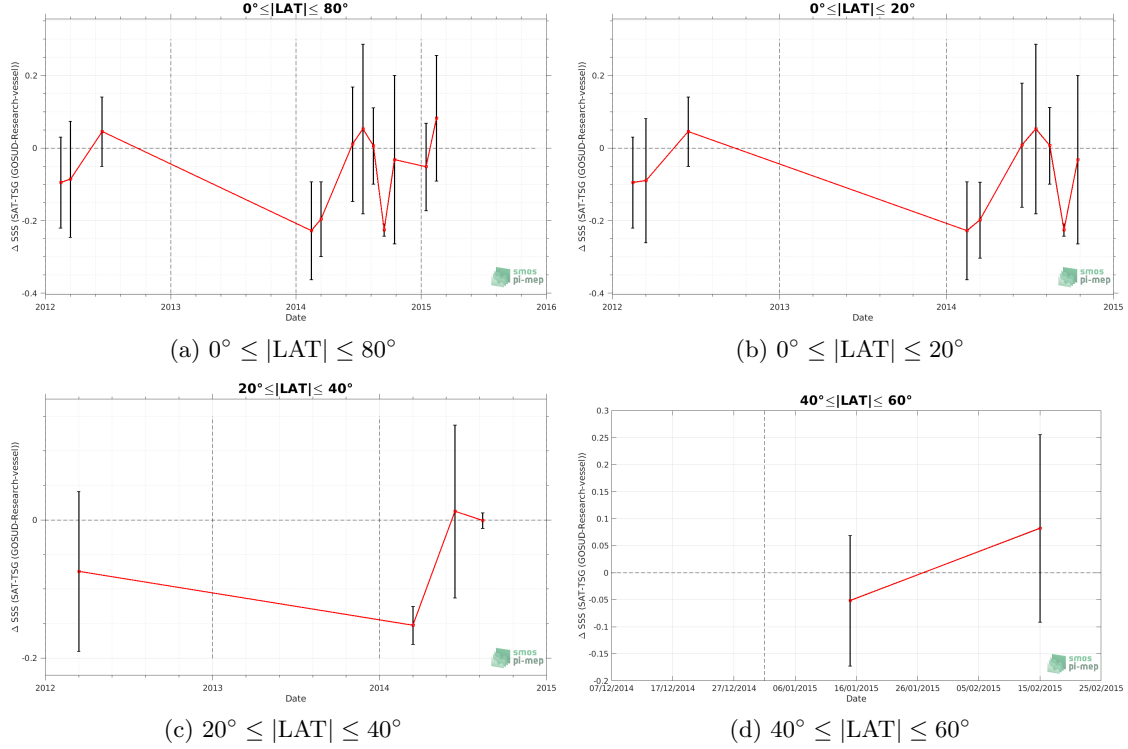 0°≤|LAT|≤ 80°
Δ SSS (SAT-TSG (GOSUD-Research-vessel))
0.2
0
-0.2
-0.4
2012
2013
2014
2015
2016
Date
smos
pi-mep
(a) 0° ≤ |LAT| ≤ 80°
0°≤|LAT|≤ 20°
Δ SSS (SAT-TSG (GOSUD-Research-vessel))
0.2
0
-0.2
-0.4
2012
2013
2014
2015
Date
smos
pi-mep
(b) 0° ≤ |LAT| ≤ 20°
20°≤|LAT|≤ 40°
Δ SSS (SAT-TSG (GOSUD-Research-vessel))
0
-0.2
2012
2013
2014
2015
Date
smos
pi-mep
(c) 20° ≤ |LAT| ≤ 40°
40°≤|LAT|≤ 60°
Δ SSS (SAT-TSG (GOSUD-Research-vessel))
0.3
0.25
0.2
0.15
0.1
0.05
0
-0.05
-0.1
-0.15
-0.2
07/12/2014
17/12/2014
27/12/2014
06/01/2015
16/01/2015
26/01/2015
05/02/2015
15/02/2015
25/02/2015
Date
smos
pi-mep
(d) 40° ≤ |LAT| ≤ 60°